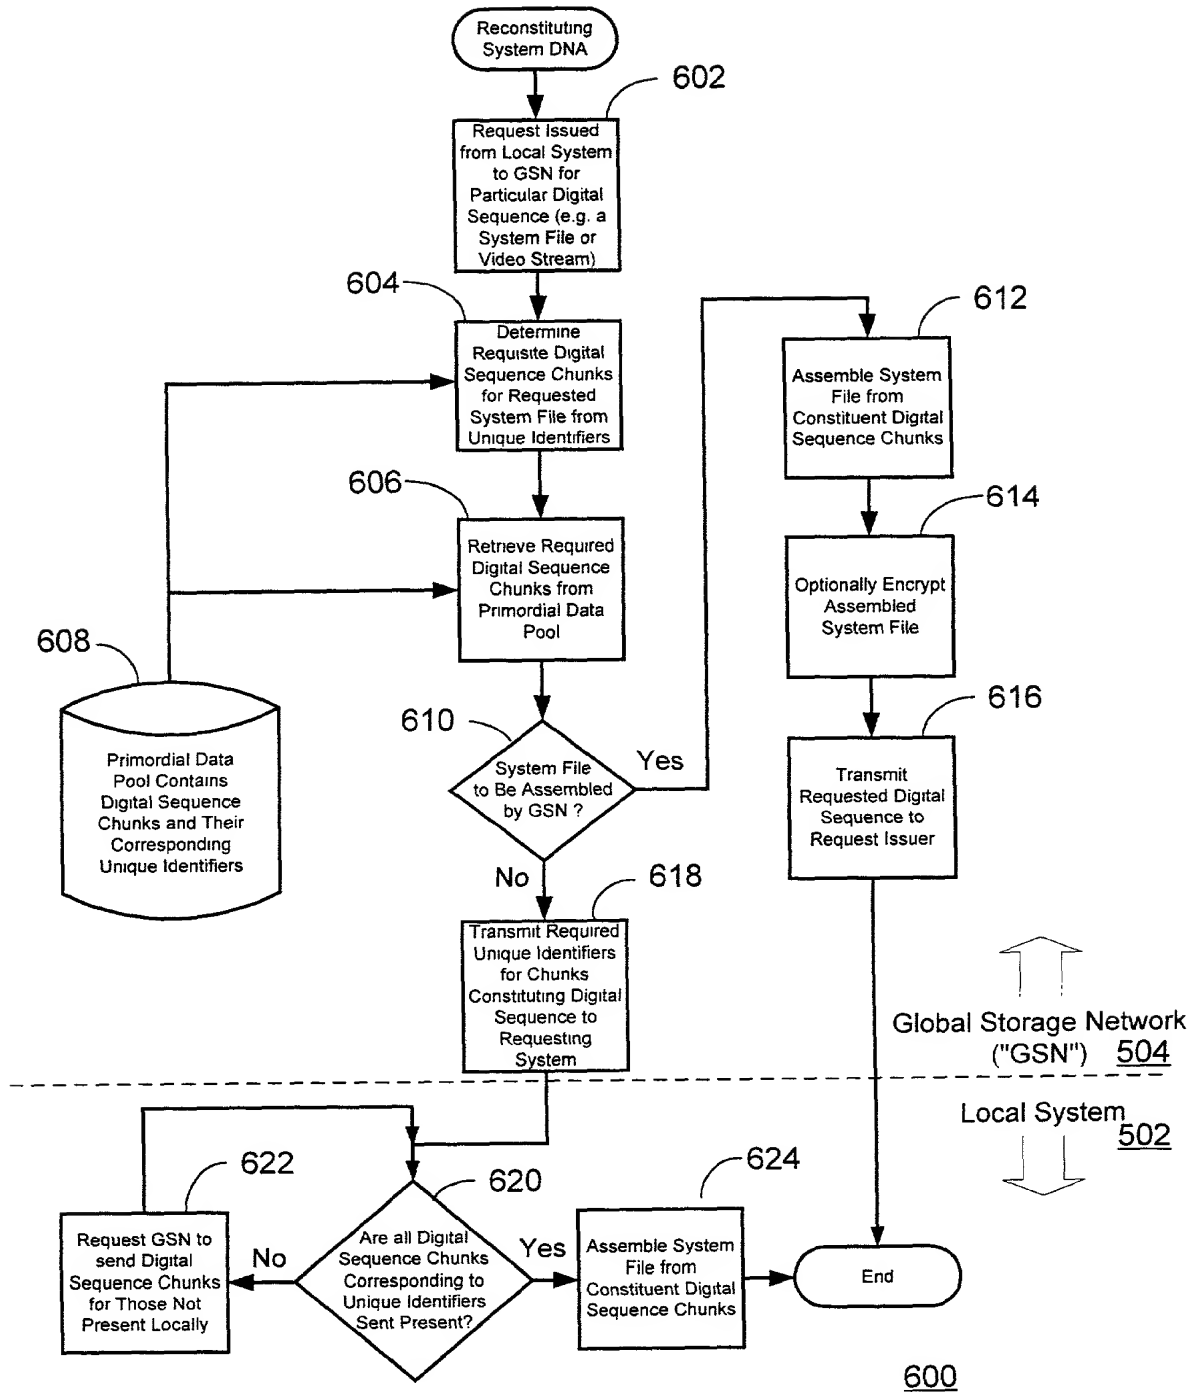 Reconstituting
System DNA
602
Request Issued
from Local System
to GSN for
Particular Digital
Sequence (e.g. a
System File or
Video Stream)
604
Determine
Requisite Digital
Sequence Chunks
for Requested
System File from
Unique Identifiers
606
Retrieve Required
Digital Sequence
Chunks from
Primordial Data
Pool
608
Primordial Data
Pool Contains
Digital Sequence
Chunks and Their
Corresponding
Unique Identifiers
610
System File
to Be Assembled
by GSN ?
Yes
No
612
Assemble System
File from
Constituent Digital
Sequence Chunks
614
Optionally Encrypt
Assembled
System File
616
Transmit
Requested Digital
Sequence to
Request Issuer
618
Transmit Required
Unique Identifiers
for Chunks
Constituting Digital
Sequence to
Requesting
System
Global Storage Network
("GSN") 504
Local System
502
622
Request GSN to
send Digital
Sequence Chunks
for Those Not
Present Locally
No
620
Are all Digital
Sequence Chunks
Corresponding to
Unique Identifiers
Sent Present?
Yes
624
Assemble System
File from
Constituent Digital
Sequence Chunks
End
600